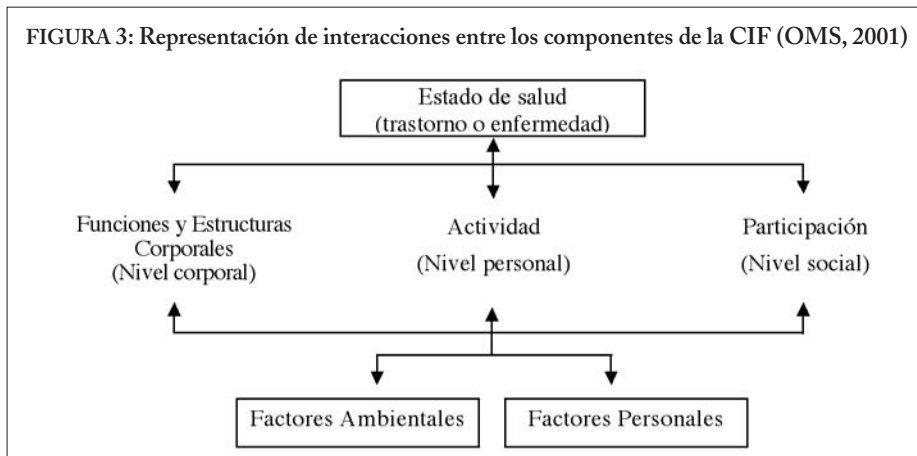 FIGURA 3: Representación de interacciones entre los componentes de la CIF (OMS, 2001)
Estado de salud
(trastorno o enfermedad)
Funciones y Estructuras
Corporales
(Nivel corporal)
Actividad
(Nivel personal)
Participación
(Nivel social)
Factores Ambientales
Factores Personales